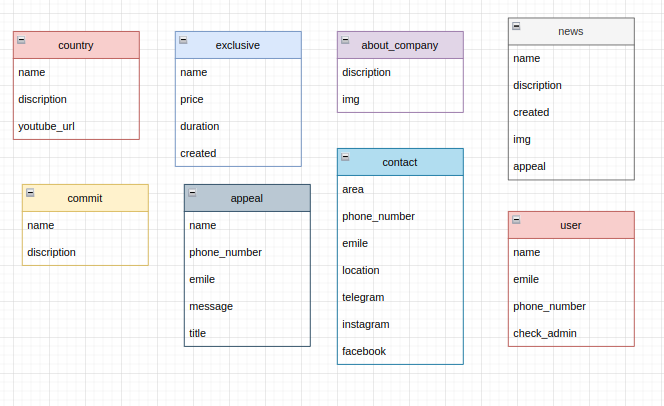 country
name
discription
youtube_url
exclusive
name
price
duration
created
about_company
discription
img
news
name
discription
created
img
appeal
commit
name
discription
appeal
name
phone_number
emile
message
title
contact
area
phone_number
emile
location
telegram
instagram
facebook
user
name
emile
phone_number
check_admin